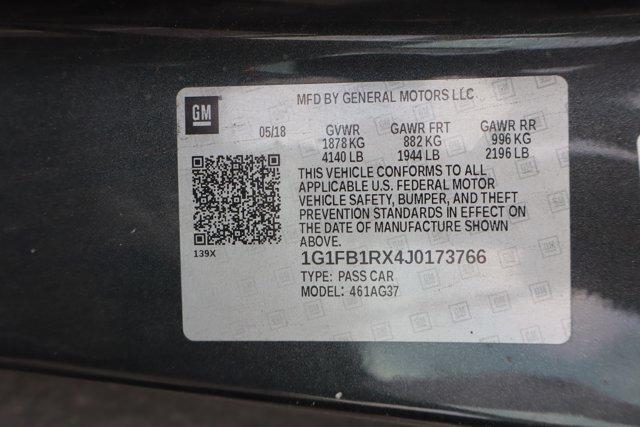 GM
MFD BY GENERAL MOTORS LLC
05/18 GVWR GAWR FRT GAWR RR
1878 KG 882 KG 996 KG
4140 LB 1944 LB 2196 LB
THIS VEHICLE CONFORMS TO ALL
APPLICABLE U.S. FEDERAL MOTOR
VEHICLE SAFETY, BUMPER, AND THEFT
PREVENTION STANDARDS IN EFFECT ON
THE DATE OF MANUFACTURE SHOWN
ABOVE.
139X
1G1FB1RX4J0173766
TYPE: PASS CAR
MODEL: 461AG37